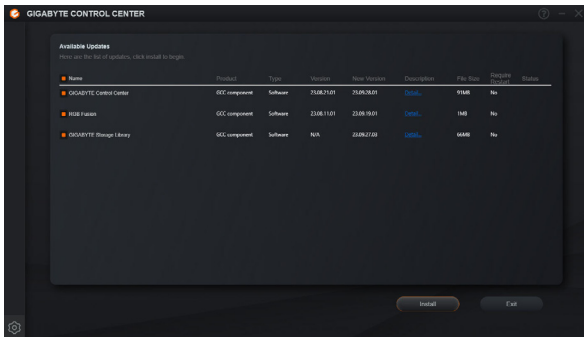 GIGABYTE CONTROL CENTER
Available Updates
Here are the list of updates, click install to begin.
Name Product Type Version New Version Description File Size Require Restart Status
GIGABYTE Control Center GCC component Software 23.08.21.01 23.09.28.01 Detail... 91MB No
RGB Fusion GCC component Software 23.08.11.01 23.09.19.01 Detail... 1MB No
GIGABYTE Storage Library GCC component Software N/A 23.09.27.03 Detail... 66MB No
Install Exit